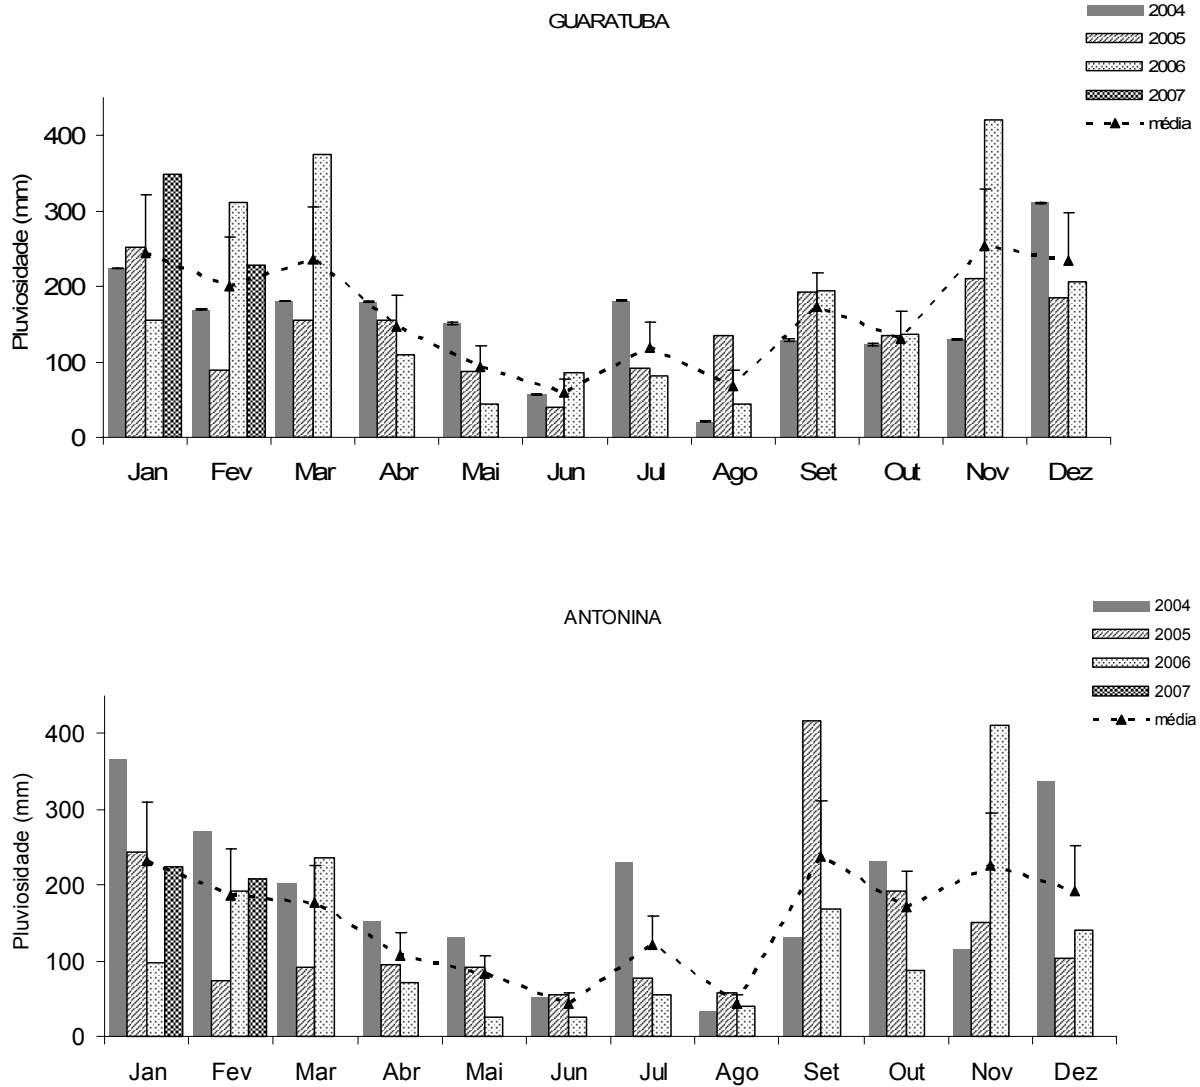 GUARATUBA
2004
2005
2006
2007
média
Pluviosidade (mm)
400
300
200
100
0
Jan Fev Mar Abr Mai Jun Jul Ago Set Out Nov Dez
ANTONINA
2004
2005
2006
2007
média
Pluviosidade (mm)
400
300
200
100
0
Jan Fev Mar Abr Mai Jun Jul Ago Set Out Nov Dez